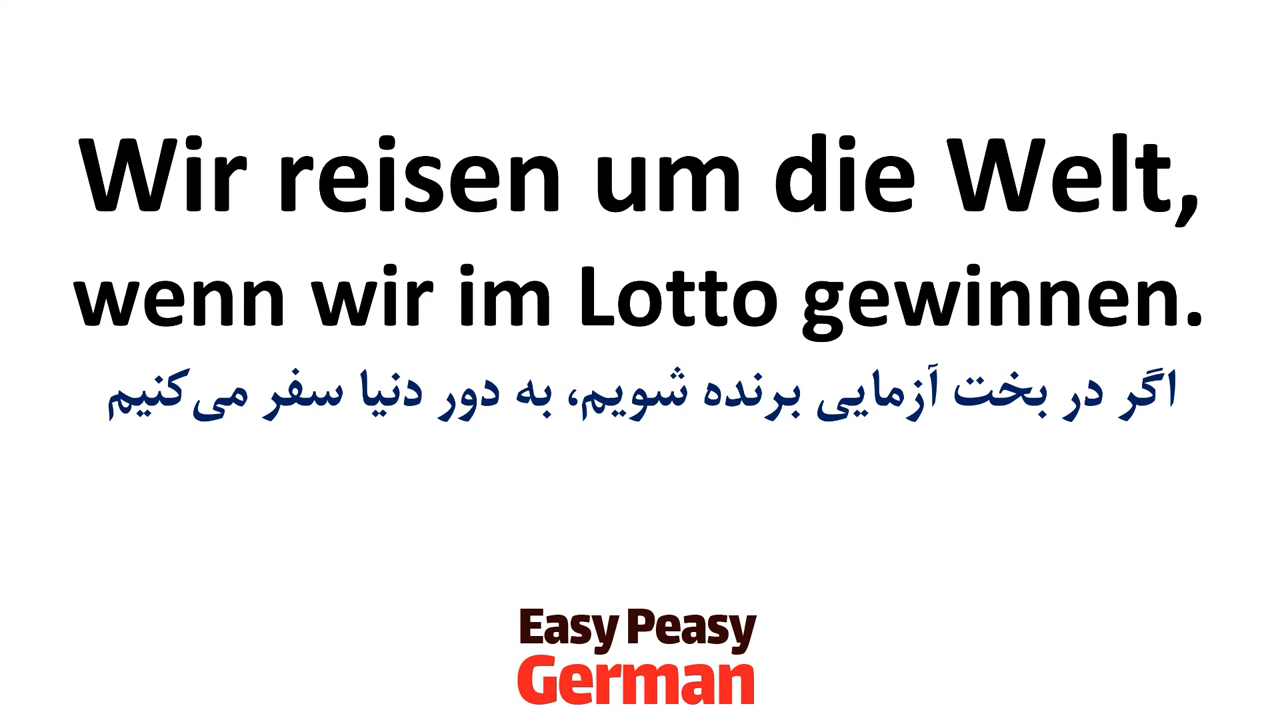 Wir reisen um die Welt,
wenn wir im Lotto gewinnen.
اگر در بخت آزمایی برنده شویم، به دور دنیا سفر می‌کنیم
Easy Peasy
German